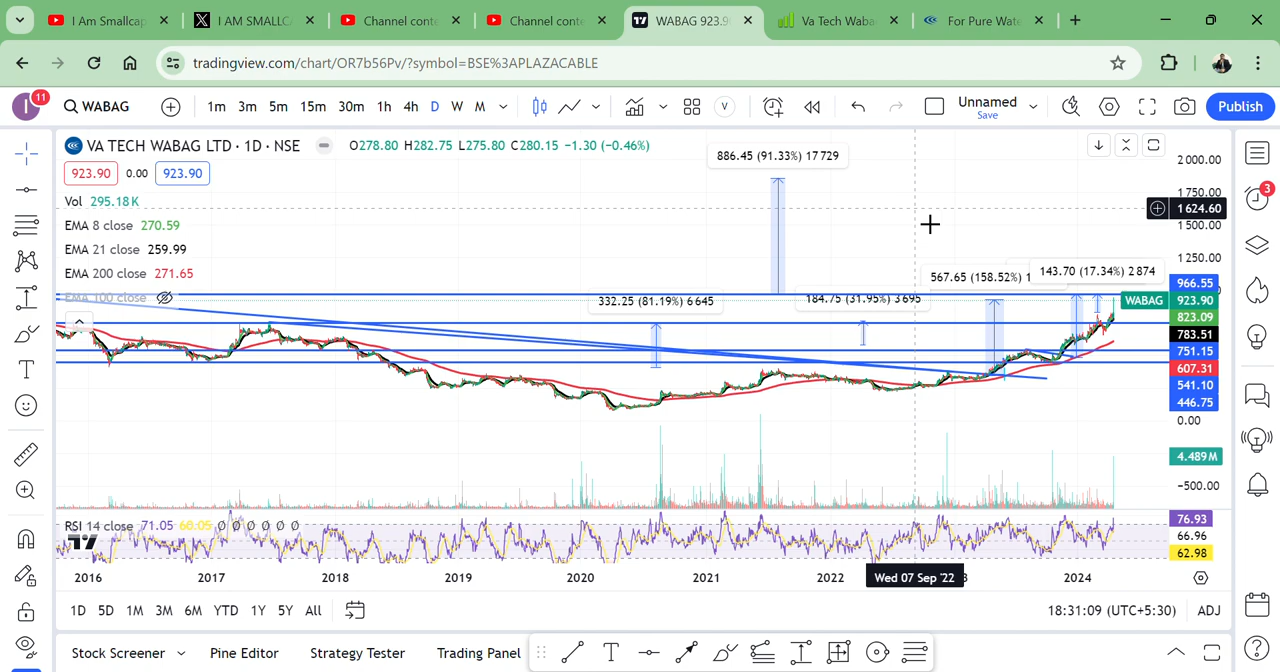 I Am Smallcap
I AM SMALLC
Channel conte
Channel conte
WABAG 923.9
Va Tech Waba
For Pure Wate
tradingview.com/chart/OR7b56Pv/?symbol=BSE%3APLAZACABLE
11
WABAG
1m 3m 5m 15m 30m 1h 4h D W M
Unnamed
Save
Publish
VA TECH WABAG LTD · 1D · NSE
O278.80 H282.75 L275.80 C280.15 −1.30 (−0.46%)
923.90 0.00 923.90
Vol 295.18K
EMA 8 close 270.59
EMA 21 close 259.99
EMA 200 close 271.65
EMA 100 close
886.45 (91.33%) 17 729
332.25 (81.19%) 6 645
184.75 (31.95%) 3 695
567.65 (158.52%) 1
143.70 (17.34%) 2 874
2 000.00
1 750.00
1 624.60
1 500.00
1 250.00
966.55
WABAG 923.90
823.09
783.51
751.15
607.31
541.10
446.75
0.00
4.489M
−500.00
3
RSI 14 close 71.05 68.05 Ø Ø Ø Ø Ø Ø
76.93
66.96
62.98
2016 2017 2018 2019 2020 2021 2022 Wed 07 Sep '22 3 2024
1D 5D 1M 3M 6M YTD 1Y 5Y All
18:31:09 (UTC+5:30) ADJ
Stock Screener Pine Editor Strategy Tester Trading Panel